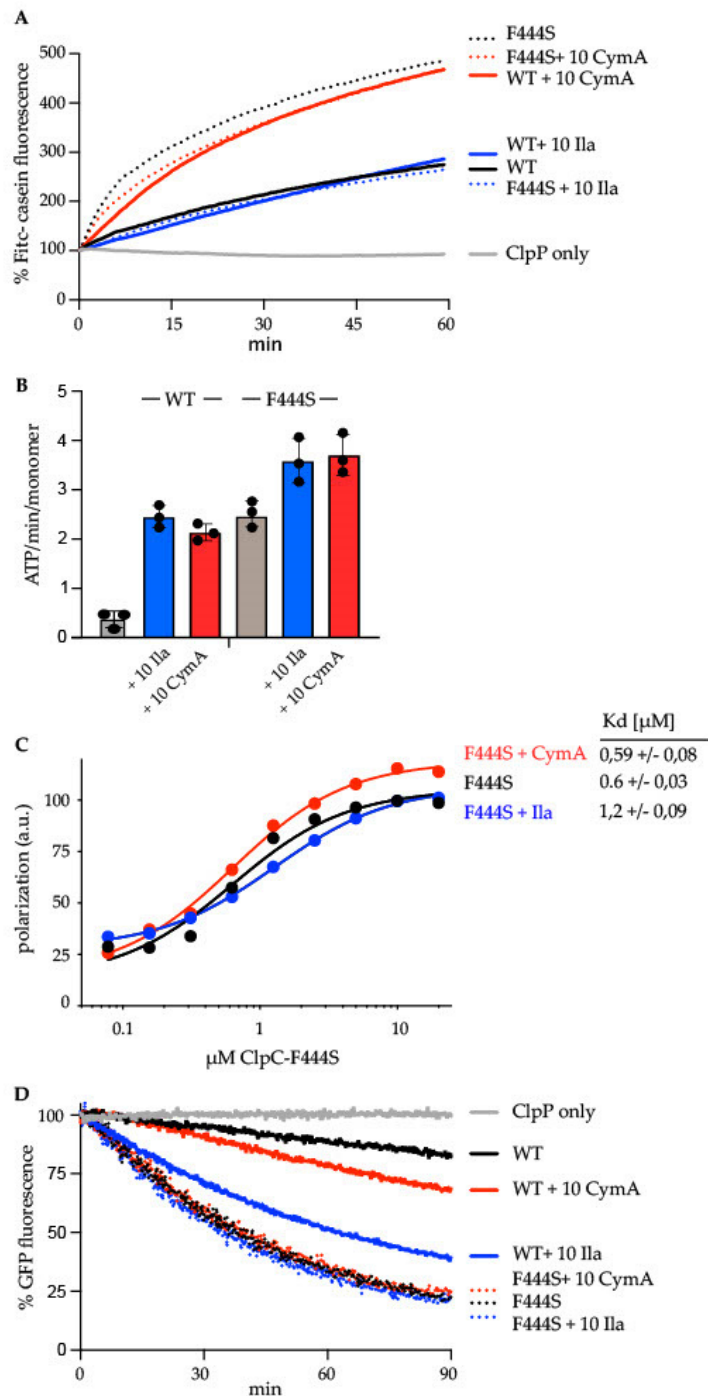 A
% Fitc- casein fluorescence
500
400
300
200
100
0
0 15 30 45 60
min
F444S
F444S+ 10 CymA
WT + 10 CymA
WT+ 10 Ila
WT
F444S + 10 Ila
ClpP only
B
ATP/min/monomer
5
4
3
2
1
0
WT F444S
+ 10 Ila
+ 10 CymA
+ 10 Ila
+ 10 CymA
C
polarization (a.u.)
100
75
50
25
0
0.1 1 10
µM ClpC-F444S
Kd [µM]
F444S + CymA 0,59 +/- 0,08
F444S 0.6 +/- 0,03
F444S + Ila 1,2 +/- 0,09
D
% GFP fluorescence
100
75
50
25
0
0 30 60 90
min
ClpP only
WT
WT + 10 CymA
WT+ 10 Ila
F444S+ 10 CymA
F444S
F444S + 10 Ila